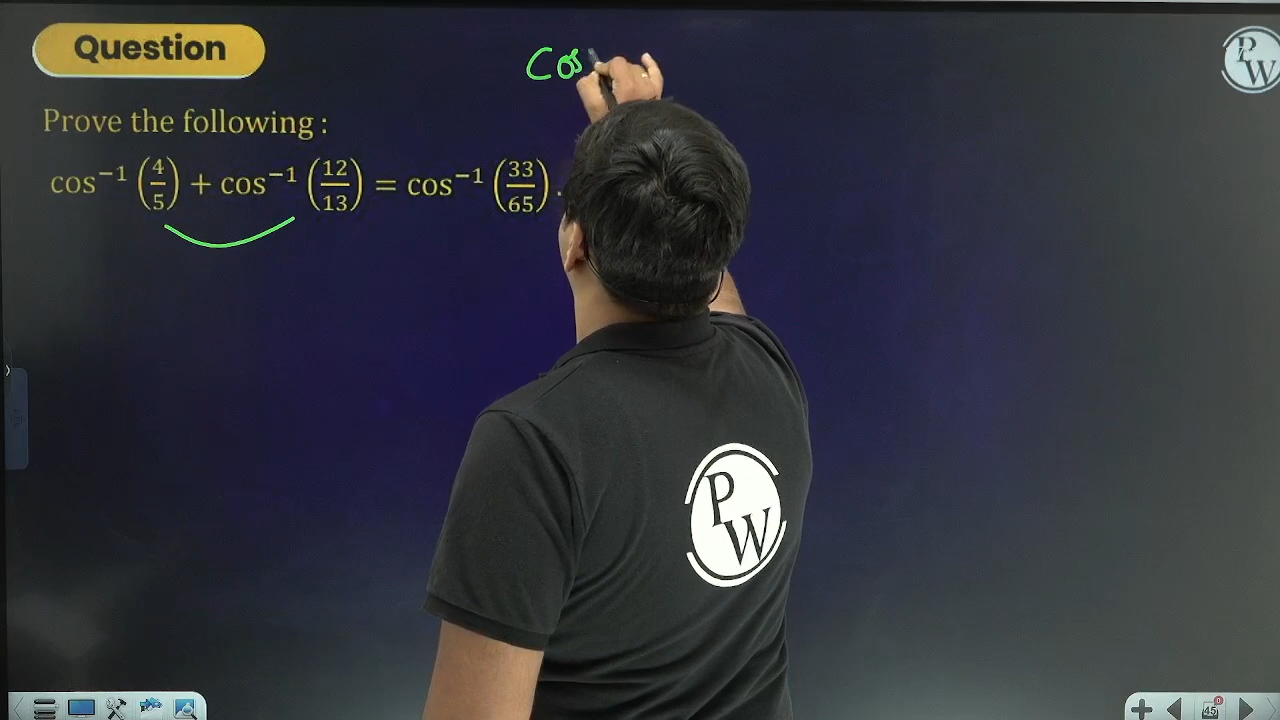 Question
Cos
PW
Prove the following :
cos⁻¹ (4/5) + cos⁻¹ (12/13) = cos⁻¹ (33/65).
PW
45